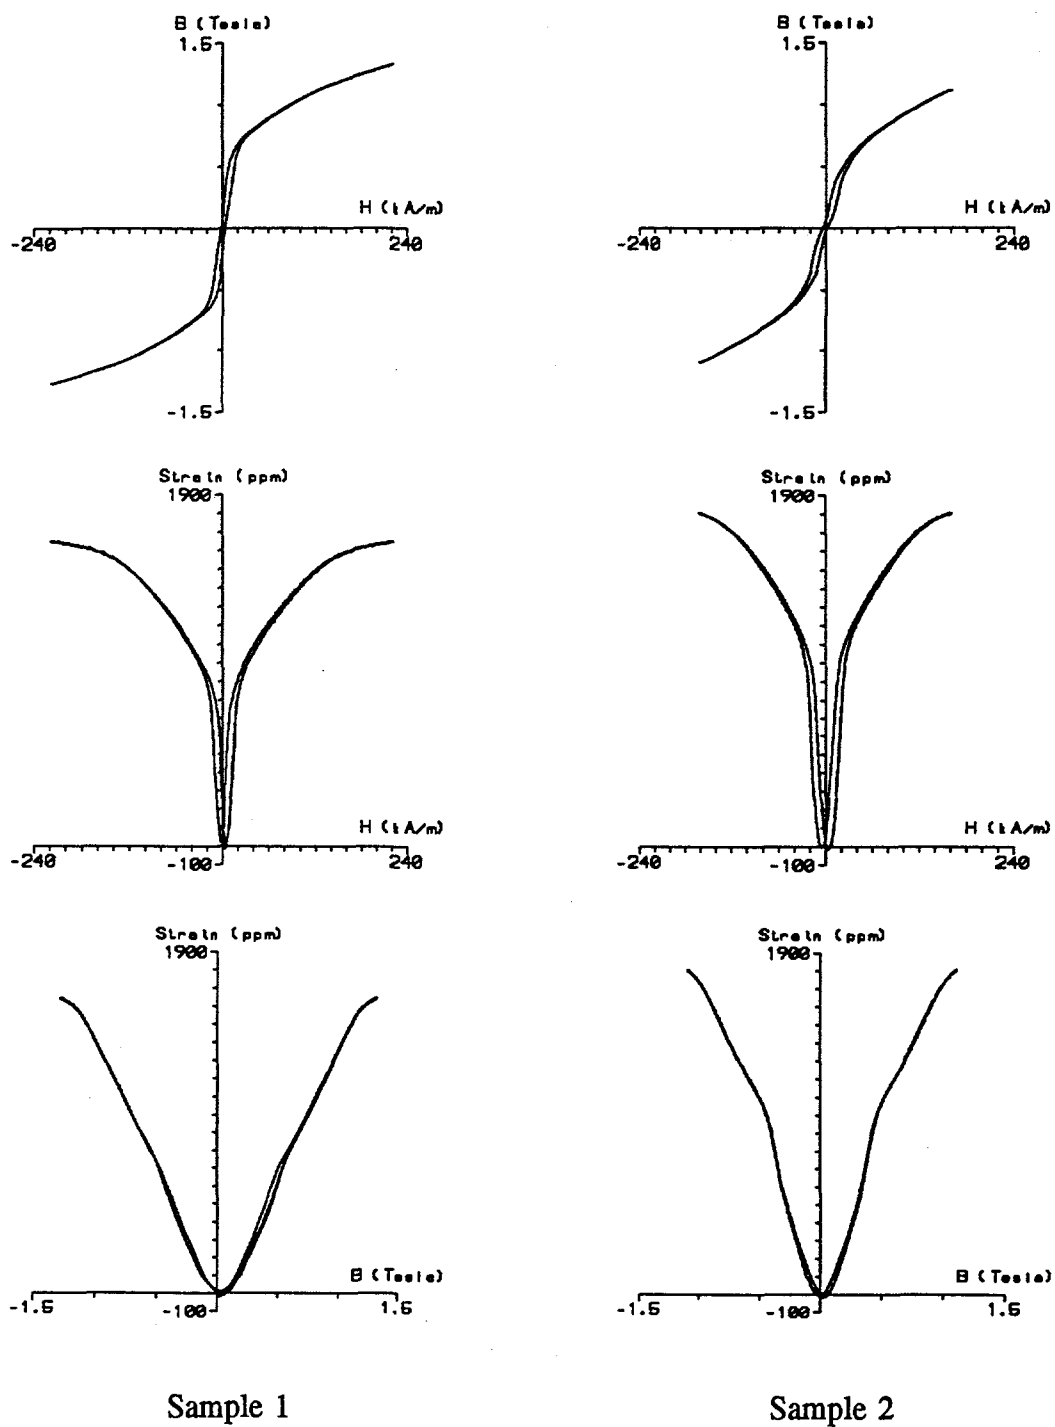 B (Tesla) B (Tesla)
1.5 1.5
H (kA/m) H (kA/m)
-240 240 -240 240
-1.5 -1.5
Strain (ppm) Strain (ppm)
1900 1900
H (kA/m) H (kA/m)
-240 -100 240 -240 -100 240
Strain (ppm) Strain (ppm)
1900 1900
B (Tesla) B (Tesla)
-1.5 -100 1.5 -1.5 -100 1.5
Sample 1 Sample 2